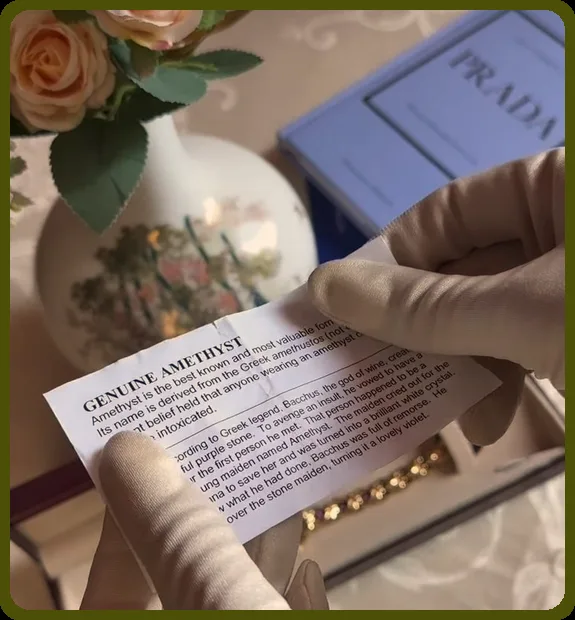 PRADA
GENUINE AMETHYST
Amethyst is the best known and most valuable form
its name is derived from the Greek amethustos (not
belief held that anyone wearing an amethyst
intoxicated.
according to Greek legend, Bacchus, the god of wine,
purple stone. To avenge an insult, he vowed to have
the first person he met. That person happened to be a
maiden named Amethyst. The maiden cried out for the
to save her and was turned into a brilliant white crystal.
what he had done. Bacchus was full of remorse. He
over the stone maiden, turning it a lovely violet.